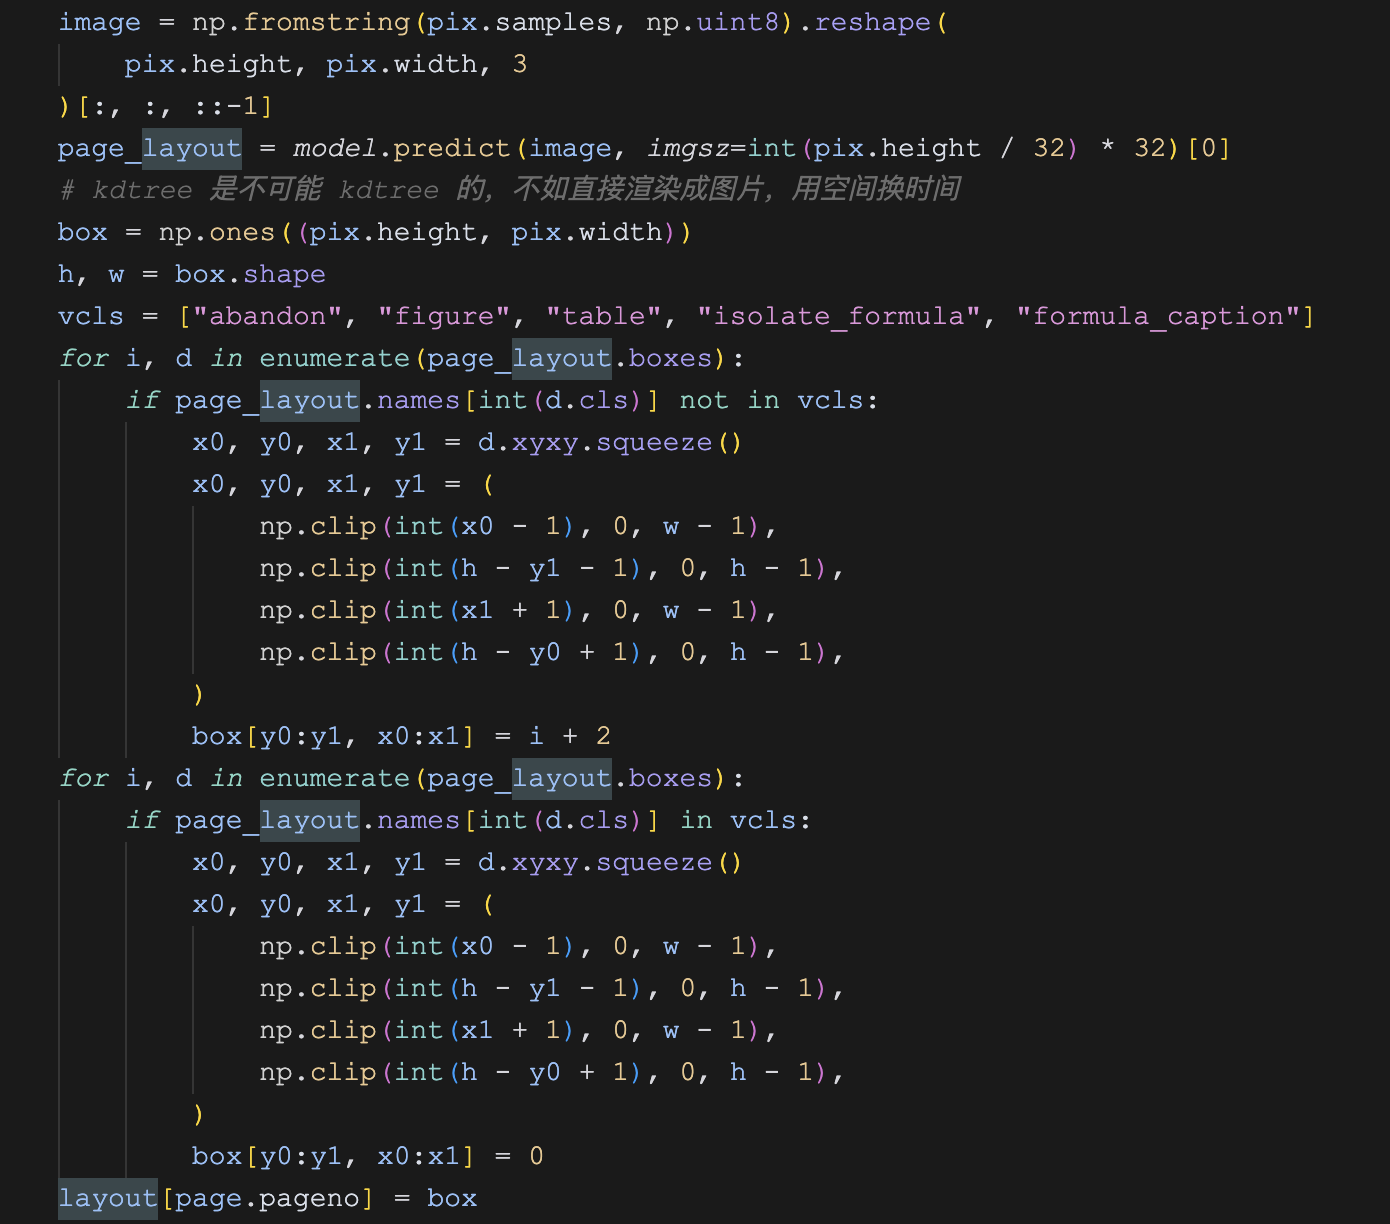 image = np.fromstring(pix.samples, np.uint8).reshape(
    pix.height, pix.width, 3
)[:, :, ::-1]
page_layout = model.predict(image, imgsz=int(pix.height / 32) * 32)[0]
# kdtree 是不可能 kdtree 的，不如直接渲染成图片，用空间换时间
box = np.ones((pix.height, pix.width))
h, w = box.shape
vcls = ["abandon", "figure", "table", "isolate_formula", "formula_caption"]
for i, d in enumerate(page_layout.boxes):
    if page_layout.names[int(d.cls)] not in vcls:
        x0, y0, x1, y1 = d.xyxy.squeeze()
        x0, y0, x1, y1 = (
            np.clip(int(x0 - 1), 0, w - 1),
            np.clip(int(h - y1 - 1), 0, h - 1),
            np.clip(int(x1 + 1), 0, w - 1),
            np.clip(int(h - y0 + 1), 0, h - 1),
        )
        box[y0:y1, x0:x1] = i + 2
for i, d in enumerate(page_layout.boxes):
    if page_layout.names[int(d.cls)] in vcls:
        x0, y0, x1, y1 = d.xyxy.squeeze()
        x0, y0, x1, y1 = (
            np.clip(int(x0 - 1), 0, w - 1),
            np.clip(int(h - y1 - 1), 0, h - 1),
            np.clip(int(x1 + 1), 0, w - 1),
            np.clip(int(h - y0 + 1), 0, h - 1),
        )
        box[y0:y1, x0:x1] = 0
layout[page.pageno] = box